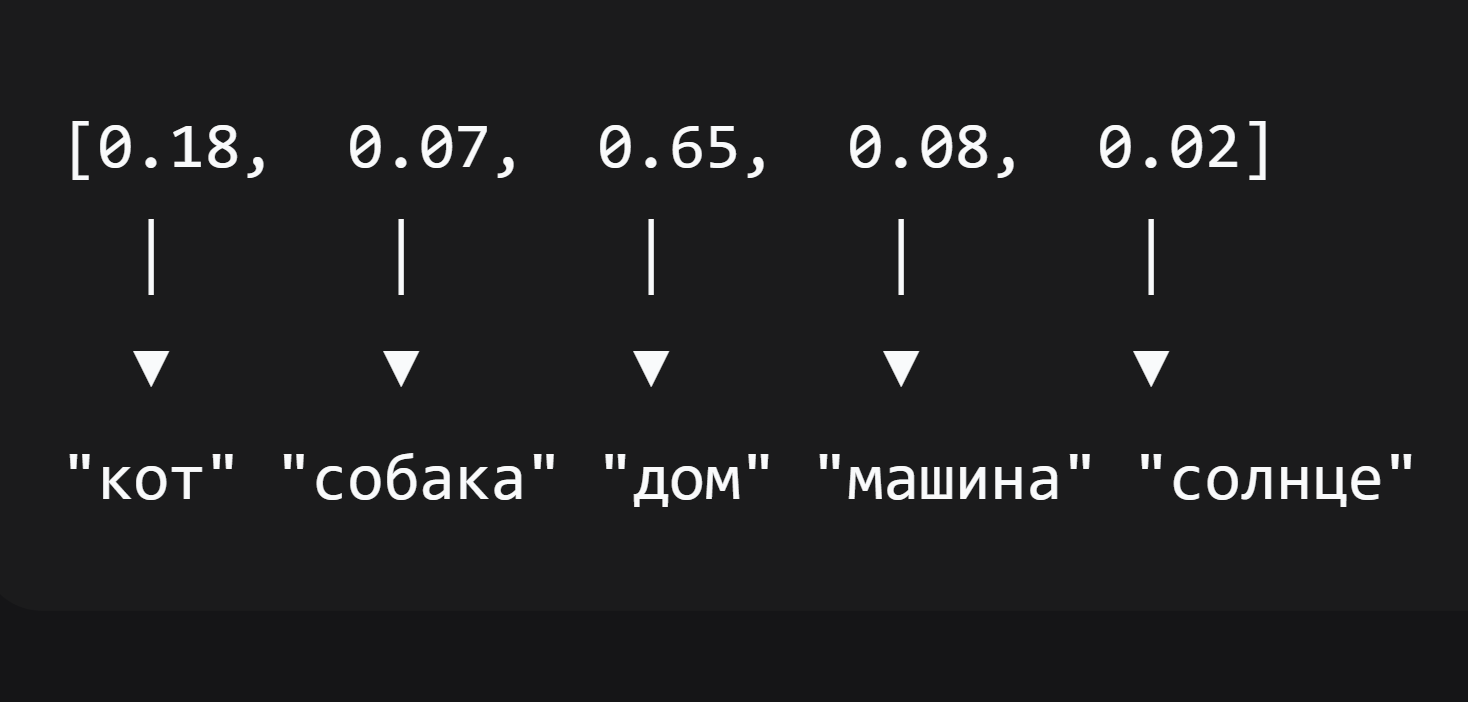 [0.18,  0.07,  0.65,  0.08,  0.02]
"кот" "собака" "дом" "машина" "солнце"